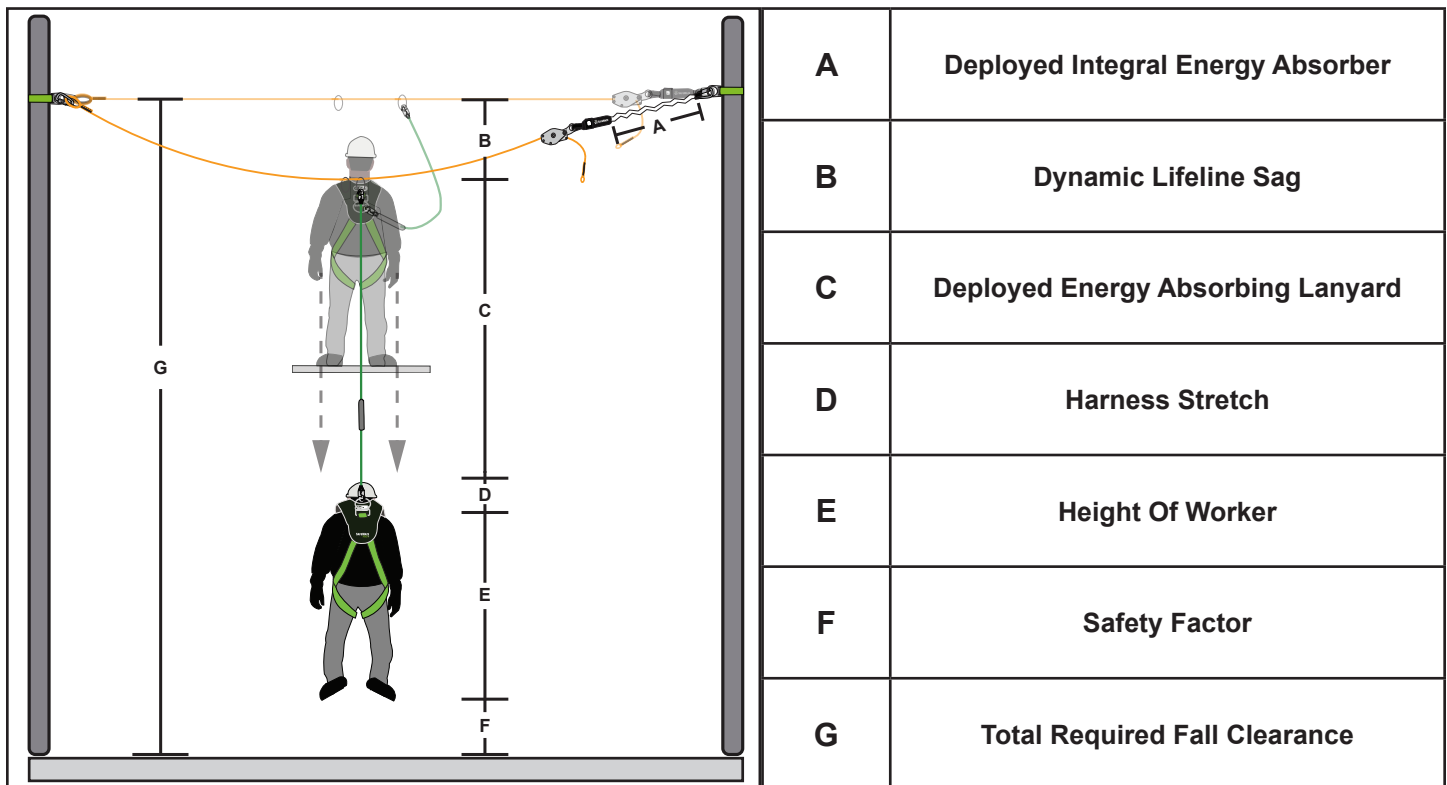 A
B
C
G
D
E
F
A Deployed Integral Energy Absorber
B Dynamic Lifeline Sag
C Deployed Energy Absorbing Lanyard
D Harness Stretch
E Height Of Worker
F Safety Factor
G Total Required Fall Clearance